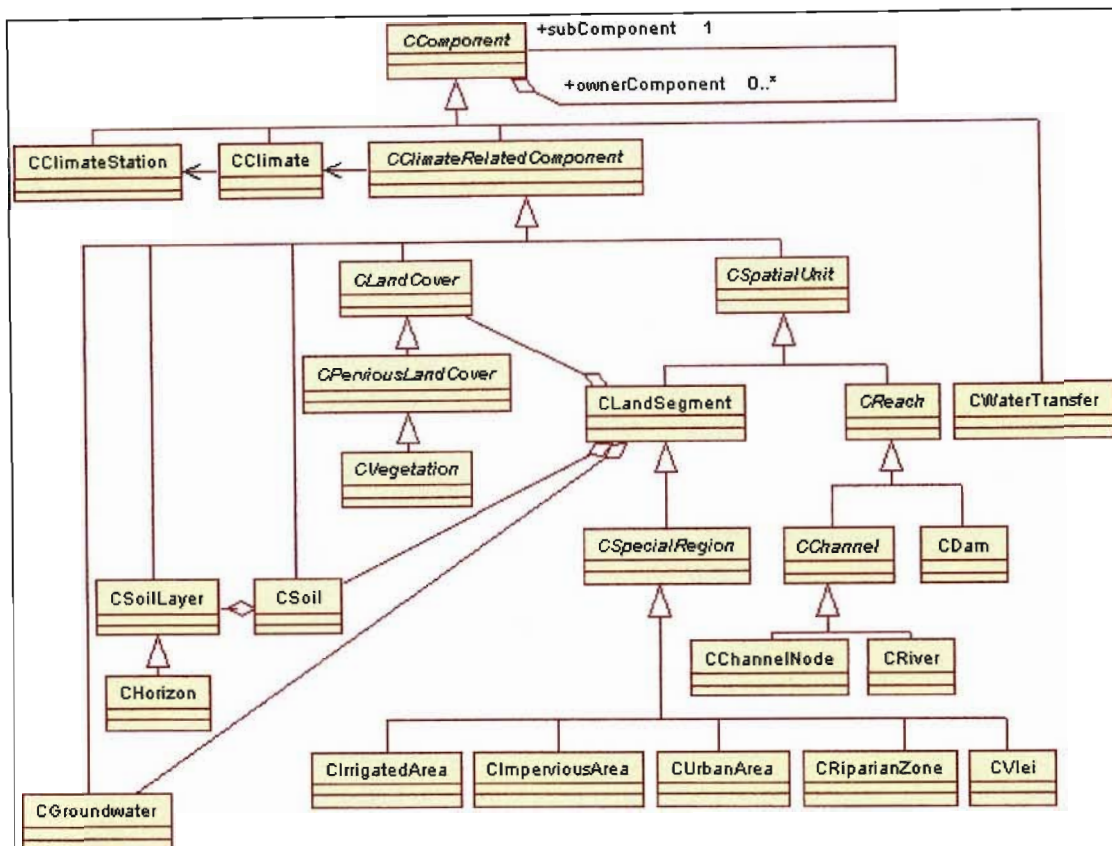 CComponent
+subComponent 1
+ownerComponent 0..*
CClimateStation
CClimate
CClimateRelatedComponent
CLandCover
CSpatialUnit
CPerviousLandCover
CLandSegment
CReach
CWaterTransfer
CVegetation
CSpecialRegion
CChannel
CDam
CSoilLayer
CSoil
CChannelNode
CRiver
CHorizon
CIrrigatedArea
CImperviousArea
CUrbanArea
CRiparianZone
CVlei
CGroundwater